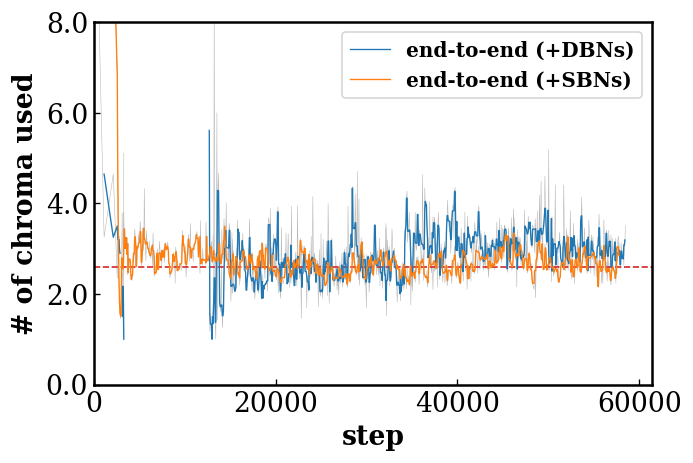 8.0
6.0
4.0
2.0
0.0
# of chroma used
end-to-end (+DBNs)
end-to-end (+SBNs)
0
20000
40000
60000
step